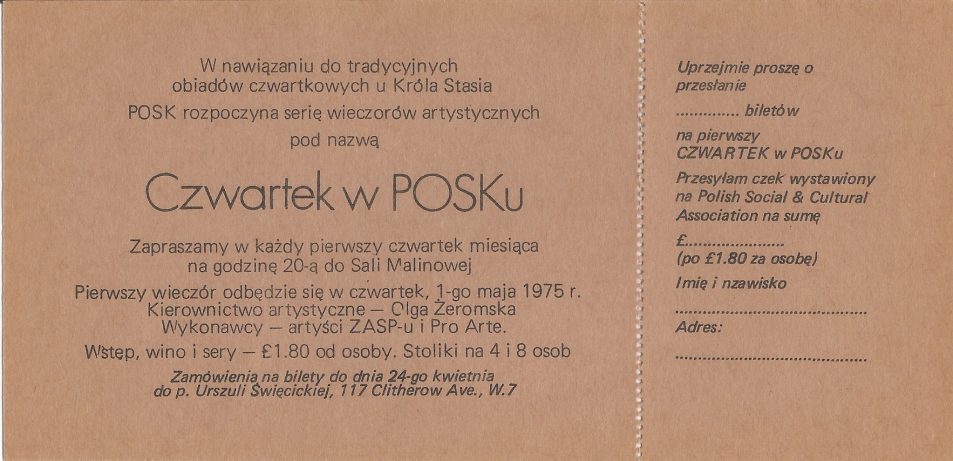 W nawiązaniu do tradycyjnych
obiadów czwartkowych u Króla Stasia
POSK rozpoczyna serię wieczorów artystycznych
pod nazwą
Czwartek w POSKu
Zapraszamy w każdy pierwszy czwartek miesiąca
na godzinę 20-ą do Sali Malinowej
Pierwszy wieczór odbędzie się w czwartek, 1-go maja 1975 r.
Kierownictwo artystyczne — Olga Żeromska
Wykonawcy — artyści ZASP-u i Pro Arte.
Wstęp, wino i sery — £1.80 od osoby. Stoliki na 4 i 8 osob
Zamówienia na bilety do dnia 24-go kwietnia
do p. Urszuli Święcickiej, 117 Clitherow Ave., W.7
Uprzejmie proszę o
przesłanie
.............. biletów
na pierwszy
CZWARTEK w POSKu
Przesyłam czek wystawiony
na Polish Social & Cultural
Association na sumę
£......................
(po £1.80 za osobę)
Imię i nzawisko
...........................................
Adres:
...........................................